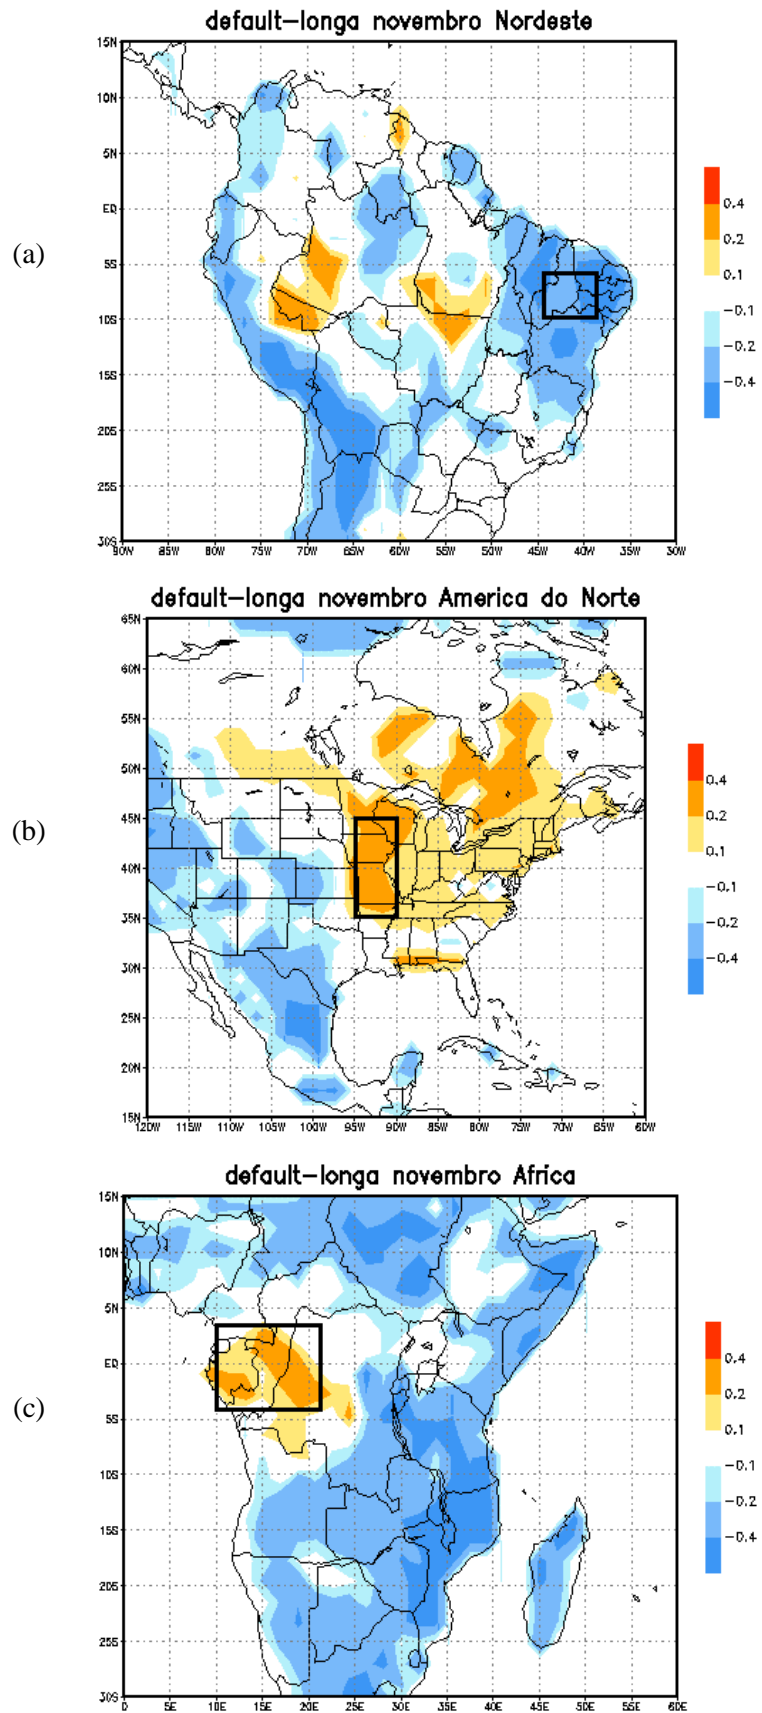 default-longa novembro Nordeste
(a)
15N
10N
5N
EQ
5S
10S
15S
20S
25S
30S
90W 85W 80W 75W 70W 65W 60W 55W 50W 45W 40W 35W 30W
0.4
0.2
0.1
-0.1
-0.2
-0.4
default-longa novembro America do Norte
(b)
65N
60N
55N
50N
45N
40N
35N
30N
25N
20N
15N
120W 115W 110W 105W 100W 95W 90W 85W 80W 75W 70W 65W 60W
0.4
0.2
0.1
-0.1
-0.2
-0.4
default-longa novembro Africa
(c)
15N
10N
5N
EQ
5S
10S
15S
20S
25S
30S
0 5E 10E 15E 20E 25E 30E 35E 40E 45E 50E 55E 60E
0.4
0.2
0.1
-0.1
-0.2
-0.4